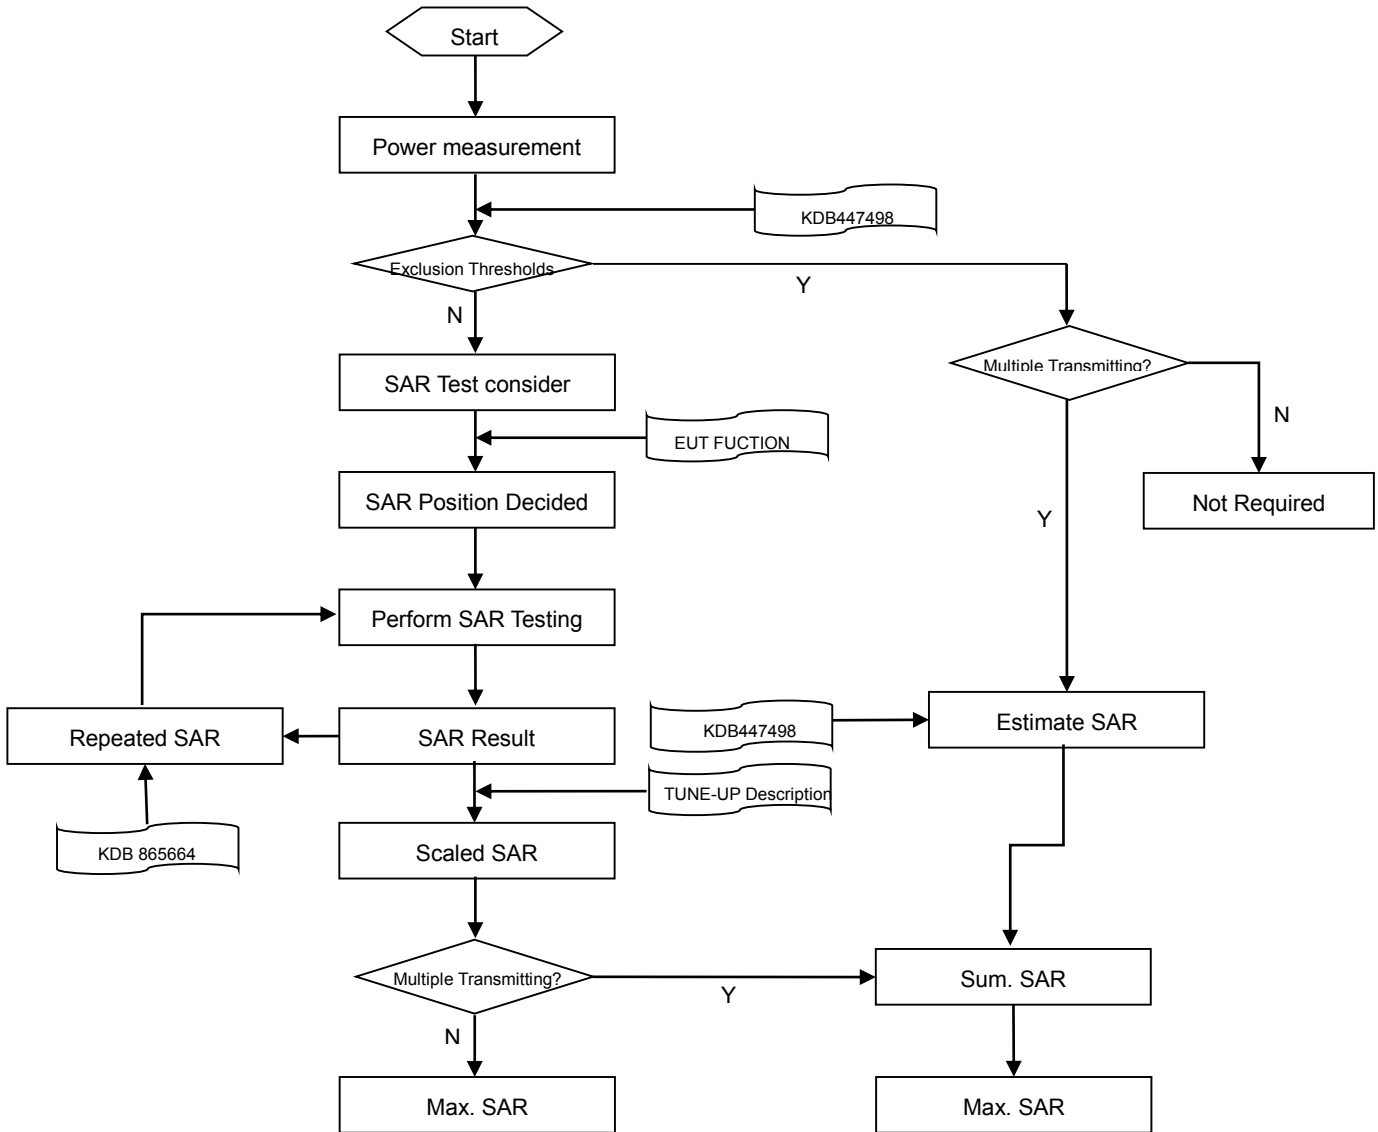 Start
Power measurement
KDB447498
Exclusion Thresholds
Y
N
Multiple Transmitting?
SAR Test consider
N
EUT FUCTION
SAR Position Decided
Not Required
Y
Perform SAR Testing
Repeated SAR
SAR Result
KDB447498
Estimate SAR
TUNE-UP Description
KDB 865664
Scaled SAR
Multiple Transmitting?
Y
Sum. SAR
N
Max. SAR
Max. SAR